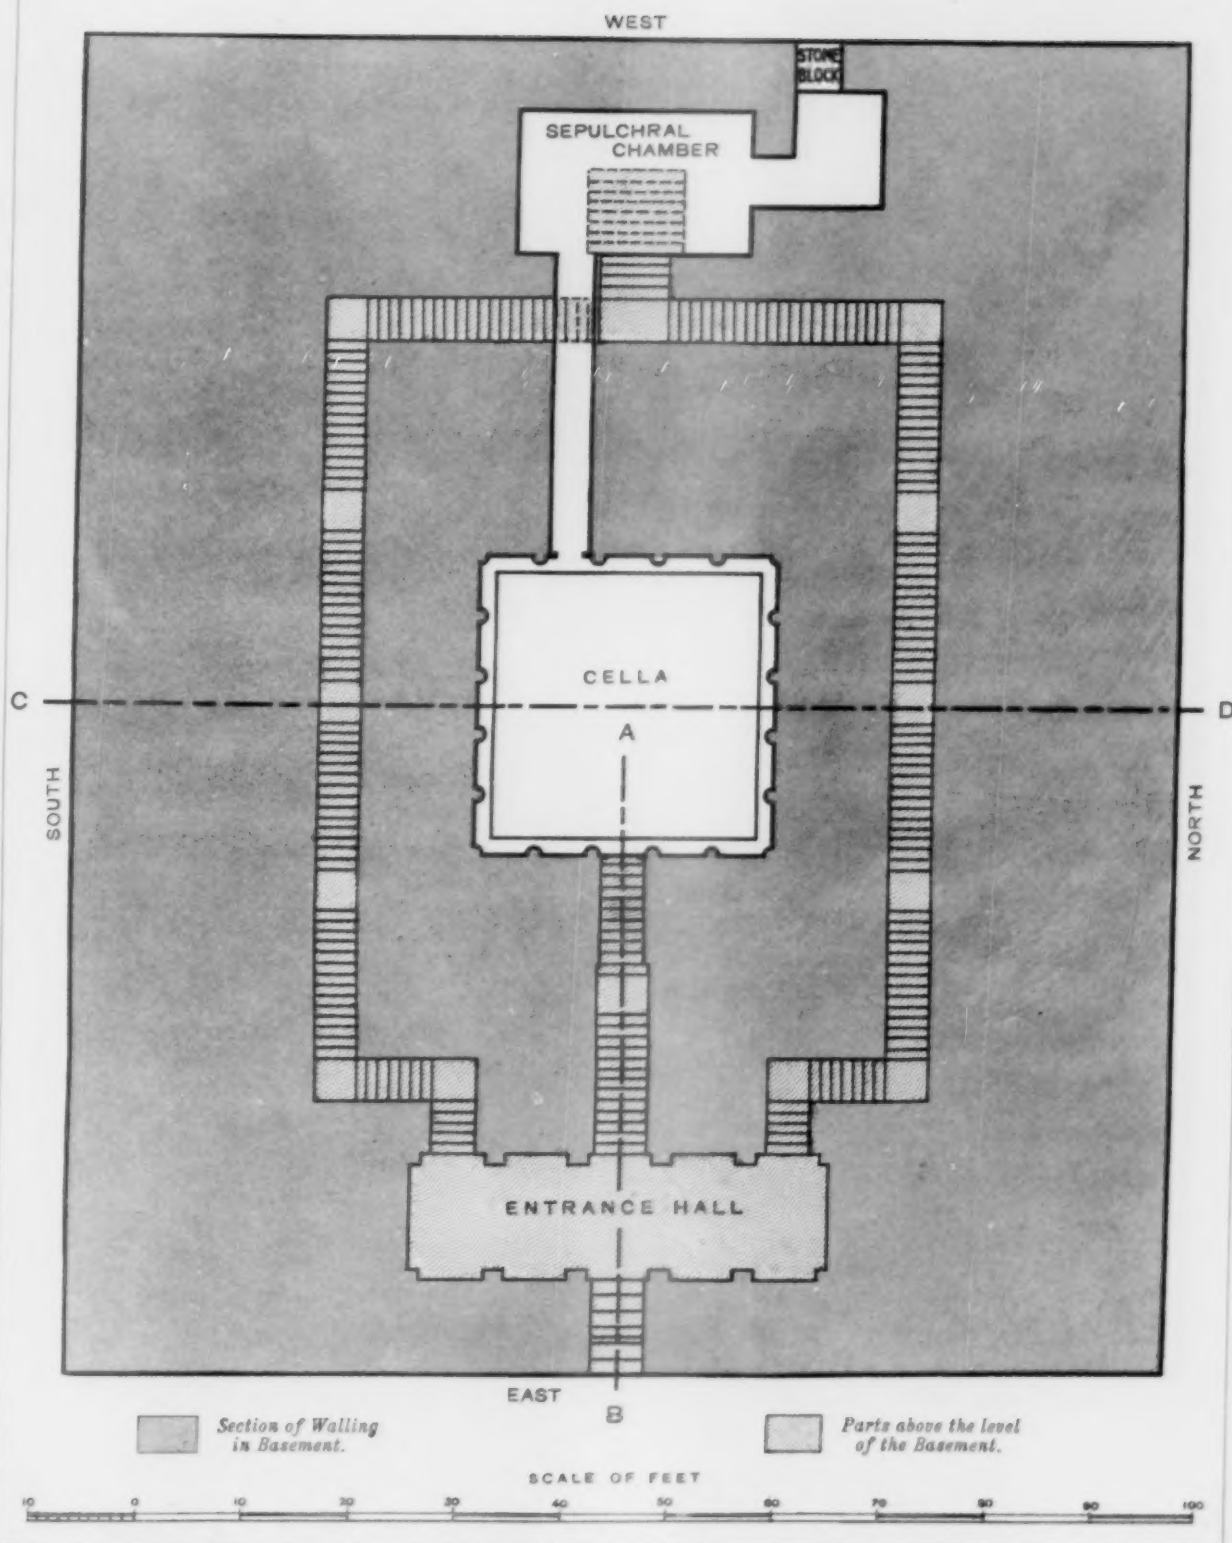 WEST
STONE
BLOCK
SEPULCHRAL
CHAMBER
CELLA
C
D
A
SOUTH
NORTH
ENTRANCE HALL
EAST
B
Section of Walling
in Basement.
Parts above the level
of the Basement.
SCALE OF FEET
10 0 10 20 30 40 50 60 70 80 90 100